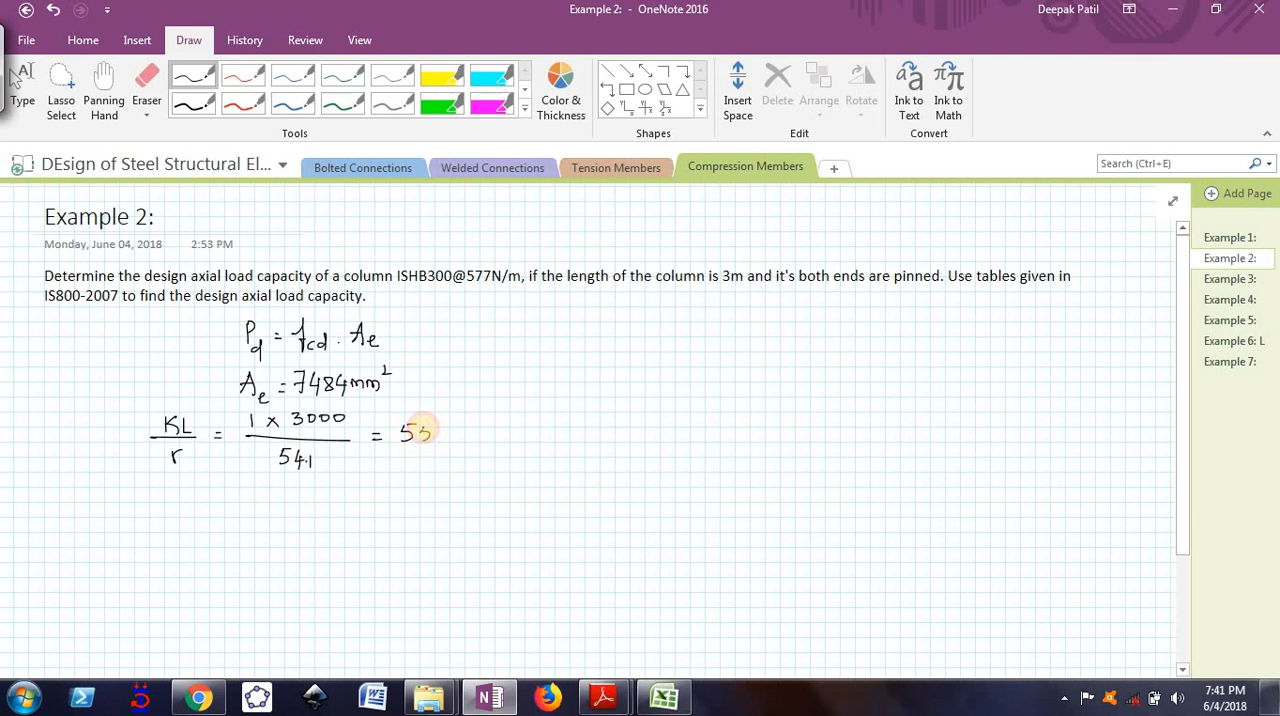 Example 2: - OneNote 2016
Deepak Patil
File Home Insert Draw History Review View
Type
Lasso Select
Panning Hand
Eraser
Color & Thickness
Insert Space
Delete
Arrange
Rotate
Ink to Text
Ink to Math
Tools
Shapes
Edit
Convert
DEsign of Steel Structural El...
Bolted Connections
Welded Connections
Tension Members
Compression Members
Search (Ctrl+E)
Add Page
Example 1:
Example 2:
Example 3:
Example 4:
Example 5:
Example 6: L
Example 7:
Example 2:
Monday, June 04, 2018 2:53 PM
Determine the design axial load capacity of a column ISHB300@577N/m, if the length of the column is 3m and it's both ends are pinned. Use tables given in
IS800-2007 to find the design axial load capacity.
Pd = fcd . Ae
Ae = 7484mm²
KL/r = 1 x 3000/54.1 = 55
7:41 PM
6/4/2018